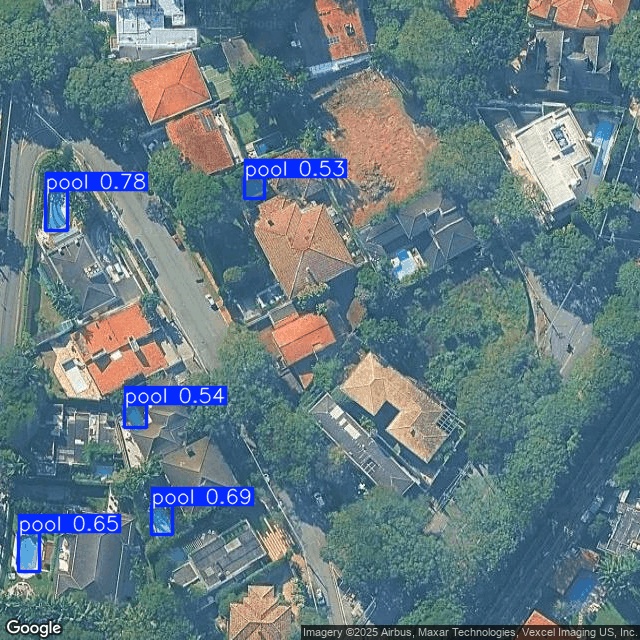 pool 0.53
pool 0.78
pool 0.54
pool 0.69
pool 0.65
Google
Imagery ©2025 Airbus, Maxar Technologies, Vexcel Imaging US, Inc.